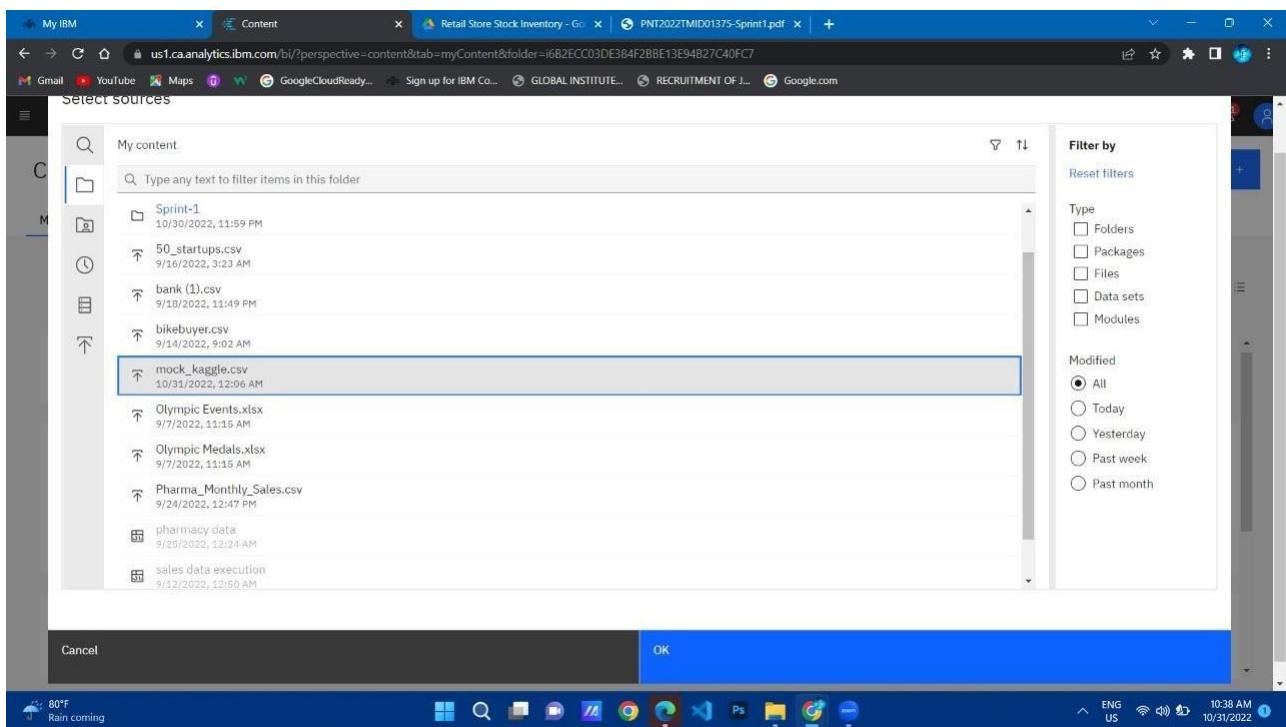 My IBM
Content
Retail Store Stock Inventory - Go
PNT2022TMID01375-Sprint1.pdf
us1.ca.analytics.ibm.com/bi/?perspective=content&tab=myContent&folder=i6B2ECC03DE384F2BBE13E94B27C40FC7
Gmail
YouTube
Maps
GoogleCloudReady...
Sign up for IBM Co...
GLOBAL INSTITUTE...
RECRUITMENT OF J...
Google.com
Select sources
My content
Type any text to filter items in this folder
Sprint-1
10/30/2022, 11:59 PM
50_startups.csv
9/16/2022, 3:23 AM
bank (1).csv
9/18/2022, 11:49 PM
bikebuyer.csv
9/14/2022, 9:02 AM
mock_kaggle.csv
10/31/2022, 12:06 AM
Olympic Events.xlsx
9/7/2022, 11:15 AM
Olympic Medals.xlsx
9/7/2022, 11:15 AM
Pharma_Monthly_Sales.csv
9/24/2022, 12:47 PM
pharmacy data
9/25/2022, 12:24 AM
sales data execution
9/12/2022, 12:50 AM
Filter by
Reset filters
Type
Folders
Packages
Files
Data sets
Modules
Modified
All
Today
Yesterday
Past week
Past month
Cancel
OK
80°F
Rain coming
Ps
ENG
US
10:38 AM
10/31/2022
1